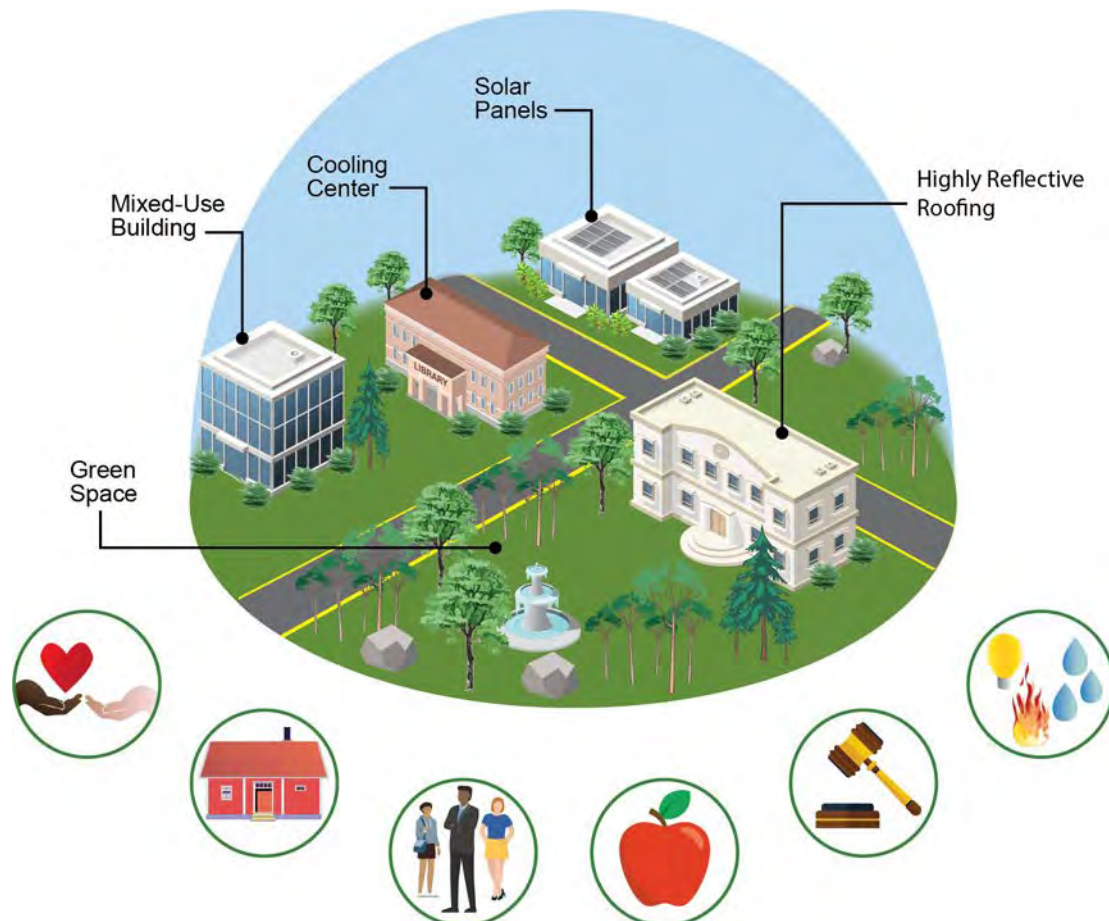 Solar
Panels
Cooling
Center
Highly Reflective
Roofing
Mixed-Use
Building
LIBRARY
Green
Space